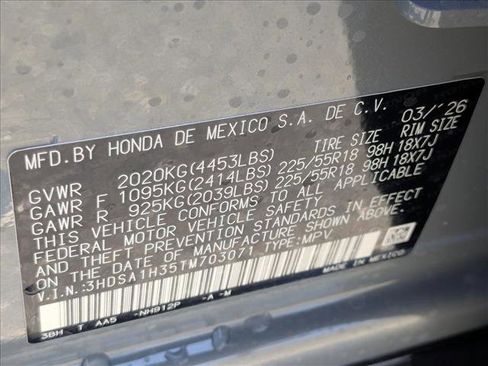 MFD.BY HONDA DE MEXICO S.A. DE C.V. 03/'26
GVWR 2020KG(4453LBS) TIRE SIZE RIM SIZE
GAWR F 1095KG(2414LBS) 225/55R18 98H 18X7J
GAWR R 925KG(2039LBS) 225/55R18 98H 18X7J
THIS VEHICLE CONFORMS TO ALL APPLICABLE
FEDERAL MOTOR VEHICLE SAFETY
AND THEFT PREVENTION STANDARDS IN EFFECT
ON THE DATE OF MANUFACTURE SHOWN ABOVE.
V.I.N.:3HDSA1H35TM703071 TYPE:MPV
MADE IN MEXICO
3BH T AA5 -NH912P -A-M